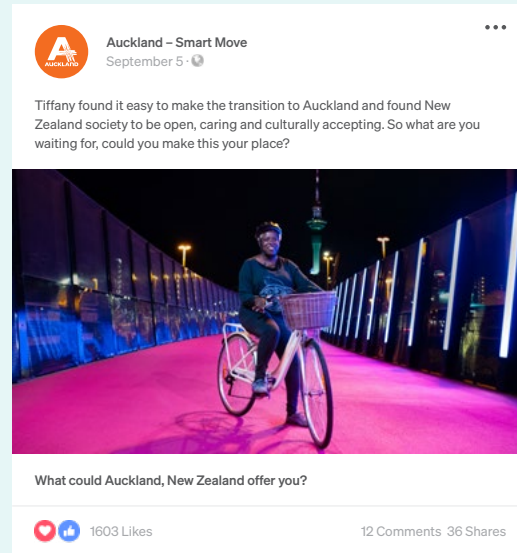 AUCKLAND
Auckland – Smart Move
September 5 ·
Tiffany found it easy to make the transition to Auckland and found New
Zealand society to be open, caring and culturally accepting. So what are you
waiting for, could you make this your place?
What could Auckland, New Zealand offer you?
1603 Likes
12 Comments 36 Shares